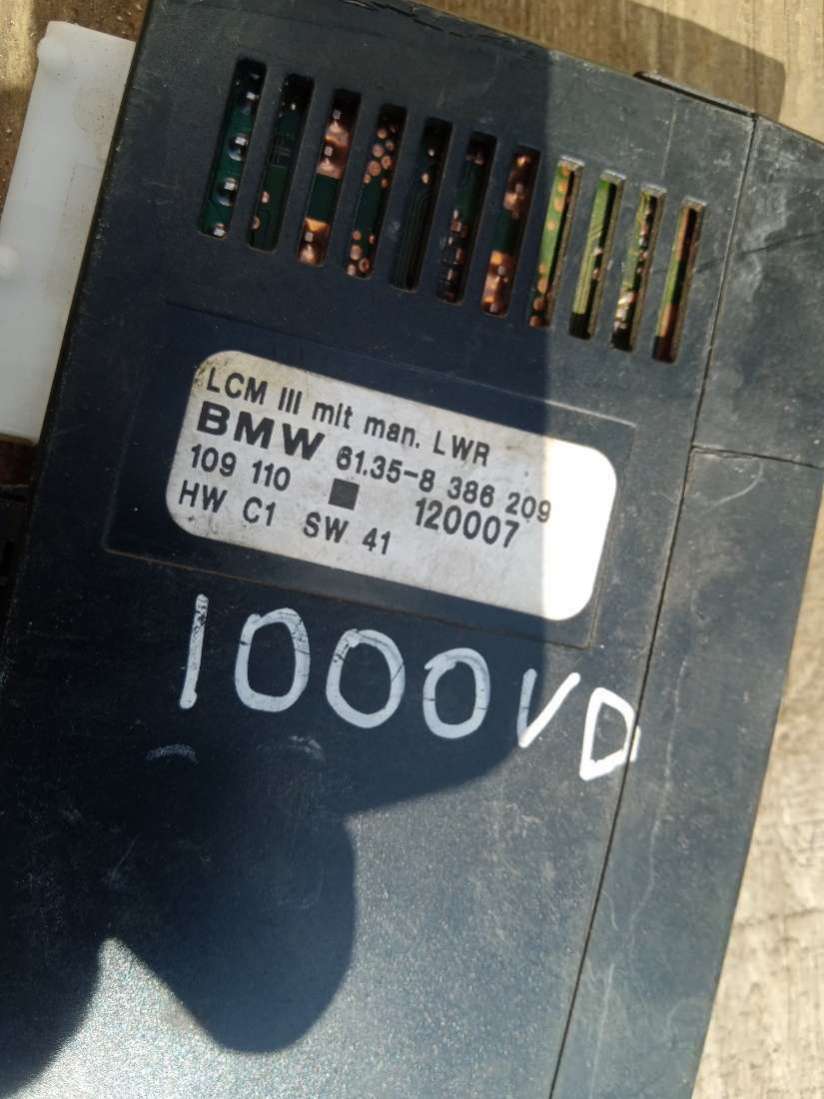 LCM III mit man. LWR
BMW 61.35-8 386 209
109 110 ■ 120007
HW C1 SW 41
1000VD